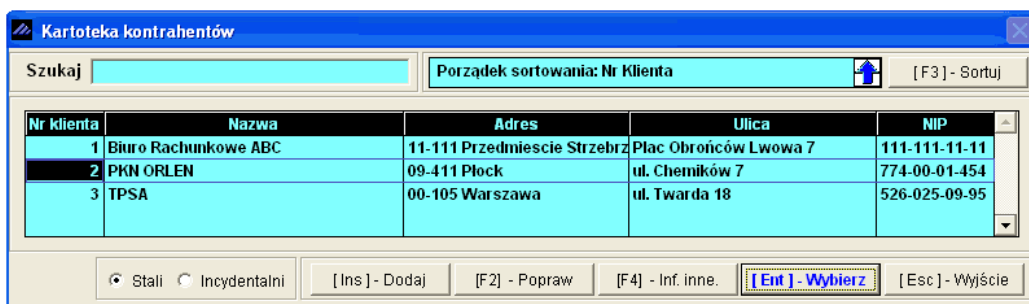 Kartoteka kontrahentów
Szukaj Porządek sortowania: Nr Klienta [ F3 ] - Sortuj
Nr klienta Nazwa Adres Ulica NIP
1 Biuro Rachunkowe ABC 11-111 Przedmiescie Strzebrz Plac Obrońców Lwowa 7 111-111-11-11
2 PKN ORLEN 09-411 Płock ul. Chemików 7 774-00-01-454
3 TPSA 00-105 Warszawa ul. Twarda 18 526-025-09-95
Stali Incydentalni [ Ins ] - Dodaj [F2] - Popraw [F4] - Inf. inne. [ Ent ] - Wybierz [ Esc ] - Wyjście